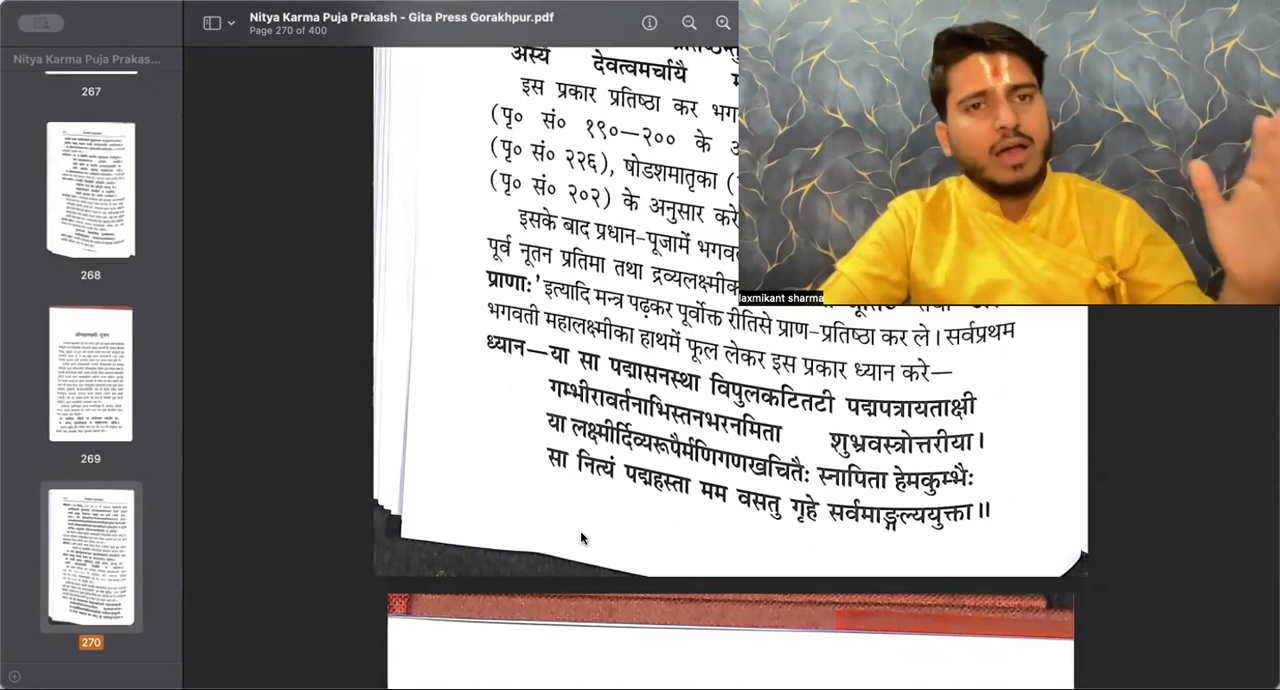 Nitya Karma Puja Prakash - Gita Press Gorakhpur.pdf
Page 270 of 400
Nitya Karma Puja Prakas...
267
268
269
270
अस्यै देवत्वमर्चायै
इस प्रकार प्रतिष्ठा कर भग
(पृ० सं० १९०—२०० के
(पृ० सं० २२६), षोडशमातृका (
(पृ० सं० २०२) के अनुसार करे
इसके बाद प्रधान-पूजामें भगव
पूर्व नूतन प्रतिमा तथा द्रव्यलक्ष्मीक
प्राणाः' इत्यादि मन्त्र पढ़कर पूर्वोक्त रीतिसे प्राण-प्रतिष्ठा कर ले। सर्वप्रथम
भगवती महालक्ष्मीका हाथमें फूल लेकर इस प्रकार ध्यान करे—
ध्यान—या सा पद्मासनस्था विपुलकटितटी पद्मपत्रायताक्षी
गम्भीरावर्तनाभिस्तनभरनमिता शुभ्रवस्त्रोत्तरीया।
या लक्ष्मीर्दिव्यरूपैर्मणिगणखचितैः स्नापिता हेमकुम्भैः
सा नित्यं पद्महस्ता मम वसतु गृहे सर्वमाङ्गल्ययुक्ता॥
laxmikant sharma